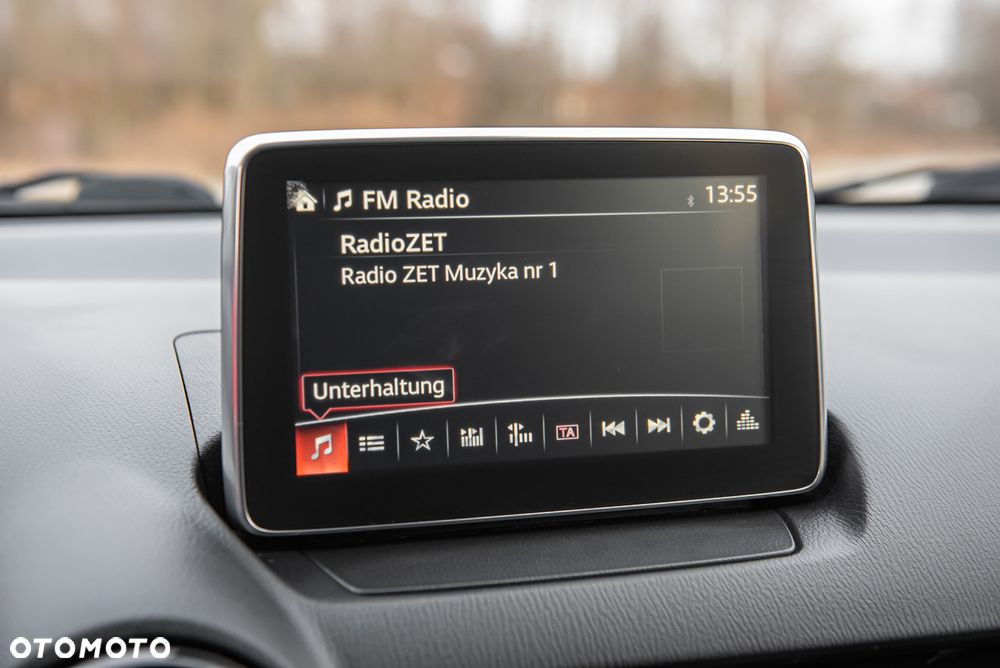 FM Radio
13:55
RadioZET
Radio ZET Muzyka nr 1
Unterhaltung
TA
OTOMOTO